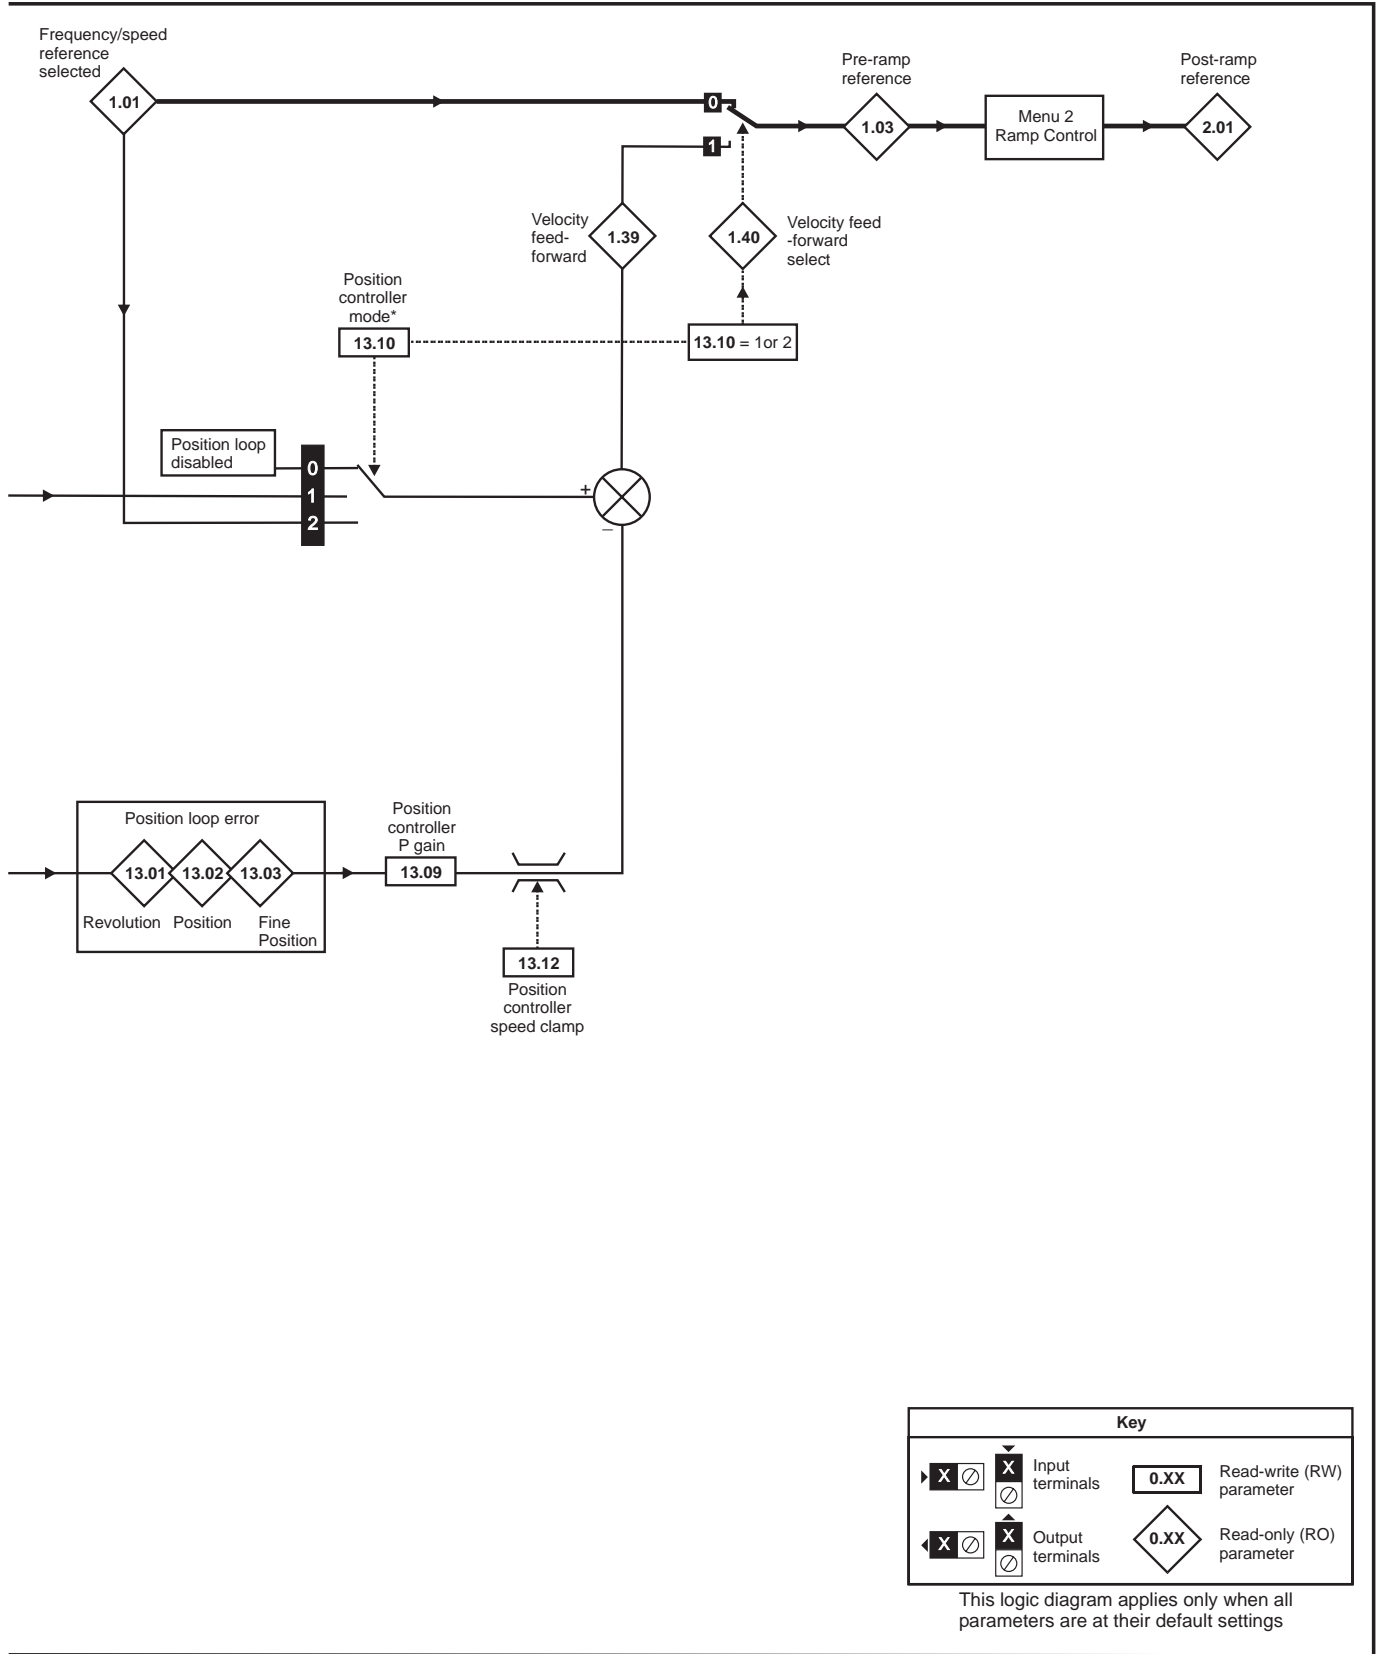 Frequency/speed
reference
selected
1.01
0
1
Pre-ramp
reference
1.03
Menu 2
Ramp Control
Post-ramp
reference
2.01
Velocity
feed-
forward
1.39
1.40
Velocity feed
-forward
select
Position
controller
mode*
13.10
13.10 = 1or 2
Position loop
disabled
0
1
2
+
–
Position loop error
13.01
13.02
13.03
Revolution
Position
Fine
Position
Position
controller
P gain
13.09
13.12
Position
controller
speed clamp
Key
X
X
Input
terminals
0.XX
Read-write (RW)
parameter
X
X
Output
terminals
0.XX
Read-only (RO)
parameter
This logic diagram applies only when all
parameters are at their default settings